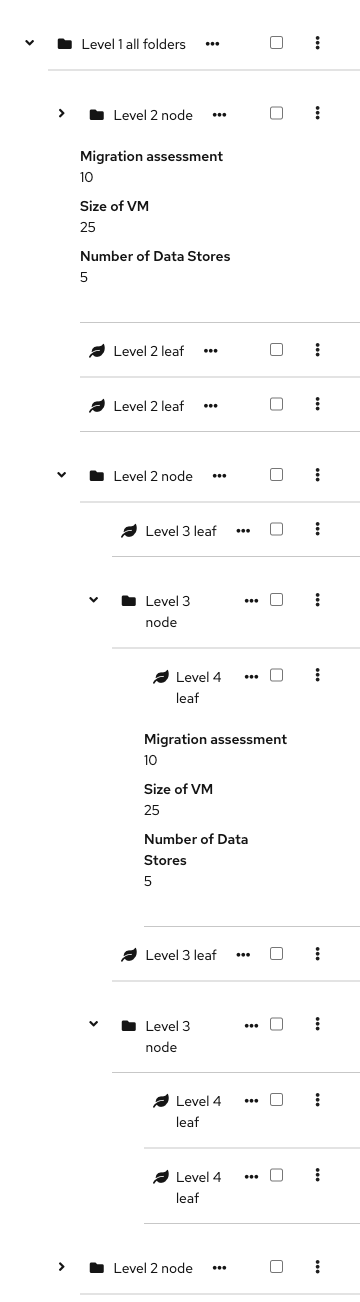 Level 1 all folders
Level 2 node
Migration assessment
10
Size of VM
25
Number of Data Stores
5
Level 2 leaf
Level 2 leaf
Level 2 node
Level 3 leaf
Level 3
node
Level 4
leaf
Migration assessment
10
Size of VM
25
Number of Data
Stores
5
Level 3 leaf
Level 3
node
Level 4
leaf
Level 4
leaf
Level 2 node